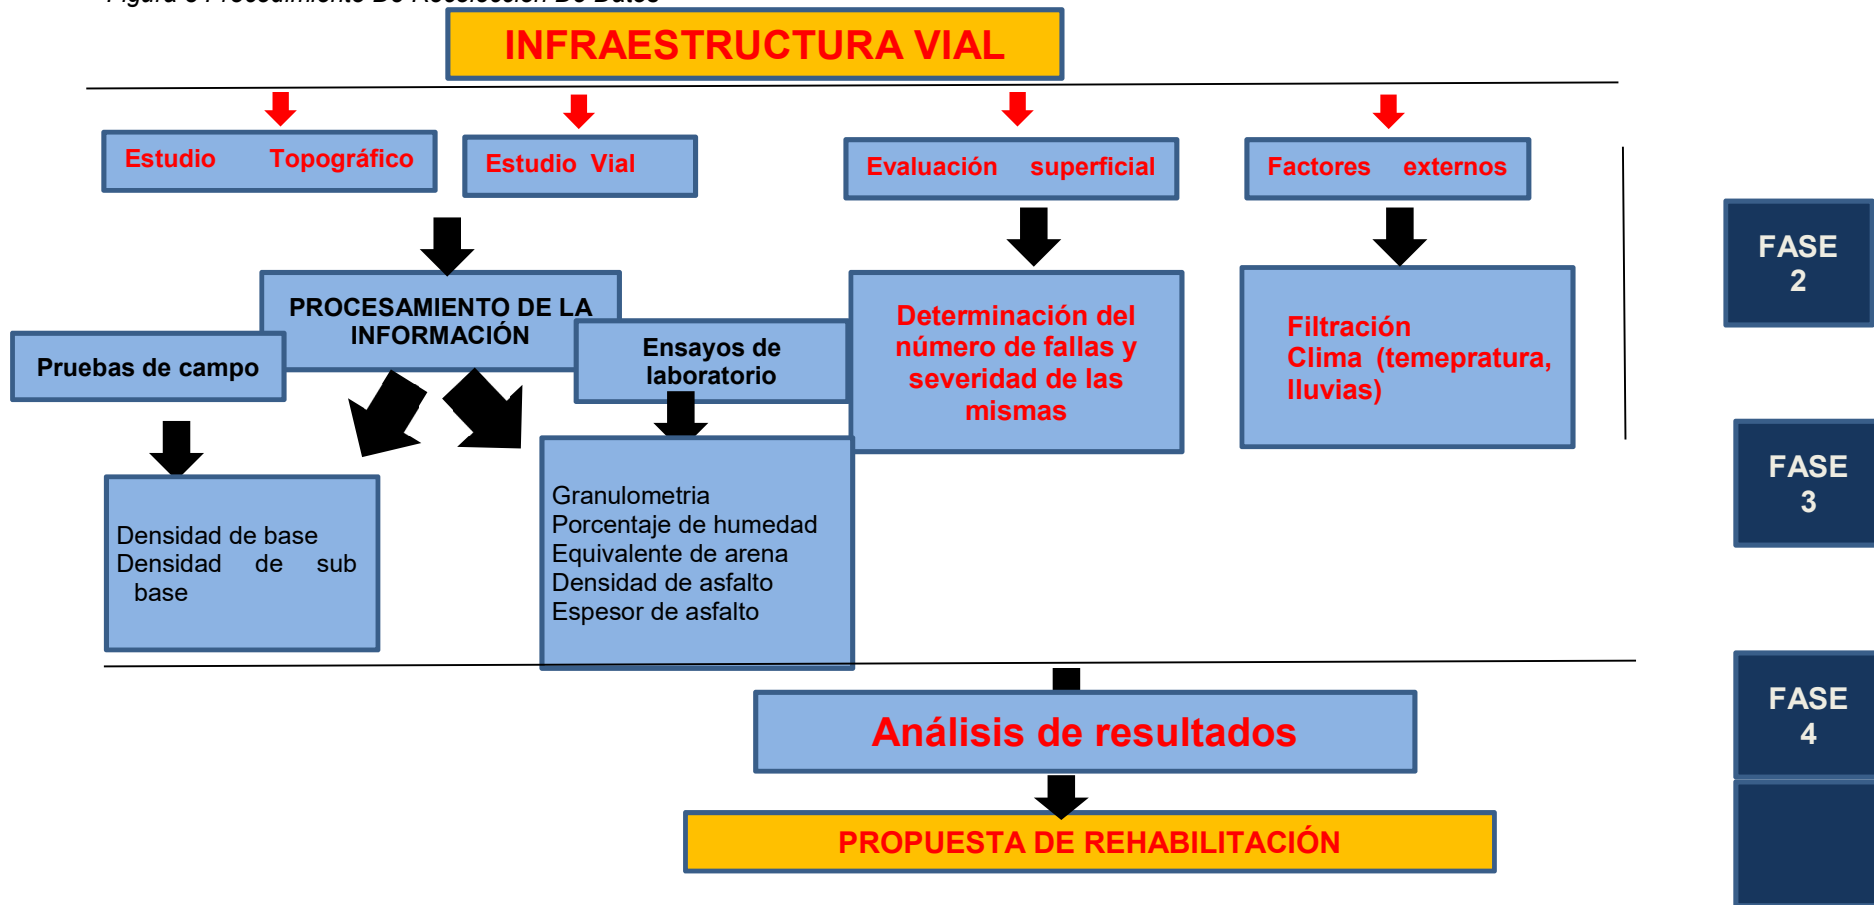 INFRAESTRUCTURA VIAL
Estudio Topográfico
Estudio Vial
Evaluación superficial
Factores externos
FASE
2
PROCESAMIENTO DE LA
INFORMACIÓN
Pruebas de campo
Ensayos de
laboratorio
Determinación del
número de fallas y
severidad de las
mismas
Filtración
Clima (temepratura,
lluvias)
FASE
3
Densidad de base
Densidad de sub
base
Granulometria
Porcentaje de humedad
Equivalente de arena
Densidad de asfalto
Espesor de asfalto
FASE
4
Análisis de resultados
PROPUESTA DE REHABILITACIÓN